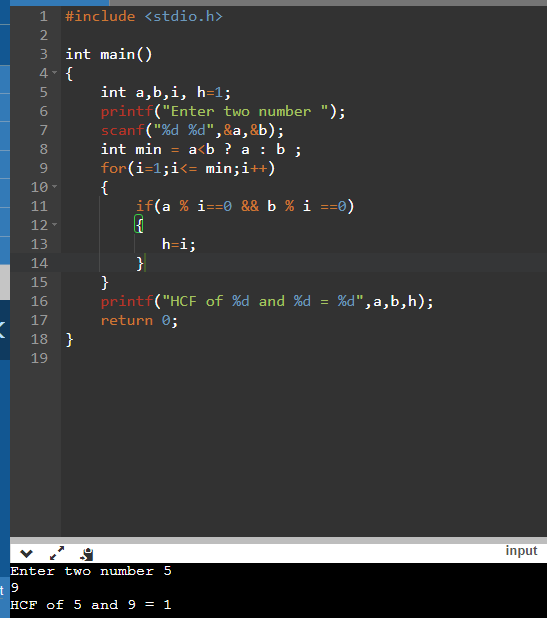 1 #include <stdio.h>
2
3 int main()
4 {
5 int a,b,i, h=1;
6 printf("Enter two number ");
7 scanf("%d %d",&a,&b);
8 int min = a<b ? a : b ;
9 for(i=1;i<= min;i++)
10 {
11 if(a % i==0 && b % i ==0)
12 {
13 h=i;
14 }
15 }
16 printf("HCF of %d and %d = %d",a,b,h);
17 return 0;
18 }
19
input
Enter two number 5
9
HCF of 5 and 9 = 1